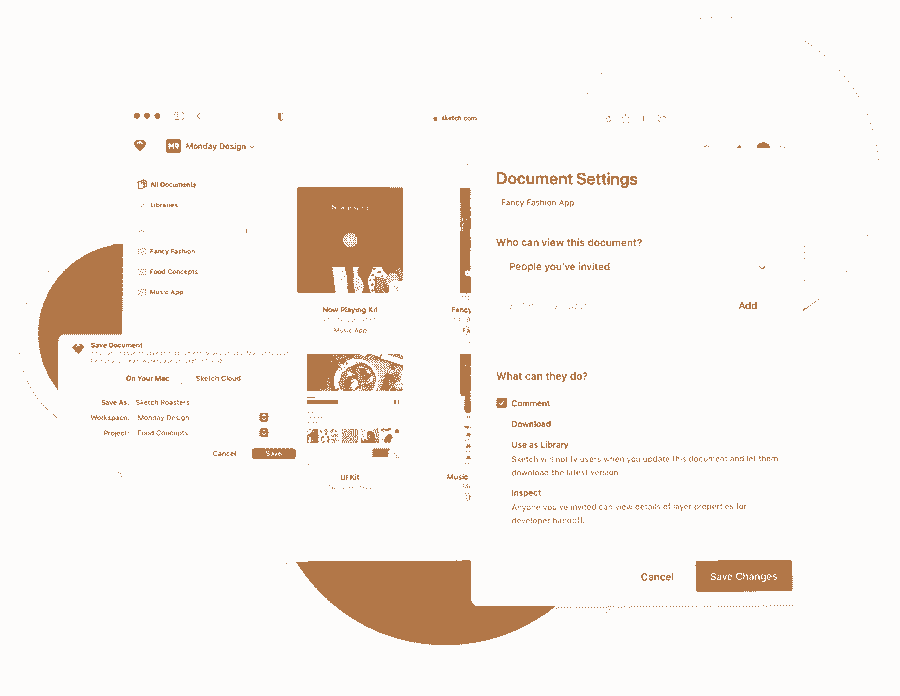 sketch.com
Monday Design
All Documents
Libraries
Fancy Fashion
Food Concepts
Music App
Now Playing Kit
Music App
Fancy
Fa
UI Kit
Music
Save Document
On Your Mac
Sketch Cloud
Save As: Sketch Roasters
Workspace: Monday Design
Project: Food Concepts
Cancel
Save
Document Settings
Fancy Fashion App
Who can view this document?
People you've invited
Add
What can they do?
Comment
Download
Use as Library
Sketch will notify users when you update this document and let them
download the latest version.
Inspect
Anyone you've invited can view details of layer properties for
developer handoff.
Cancel
Save Changes